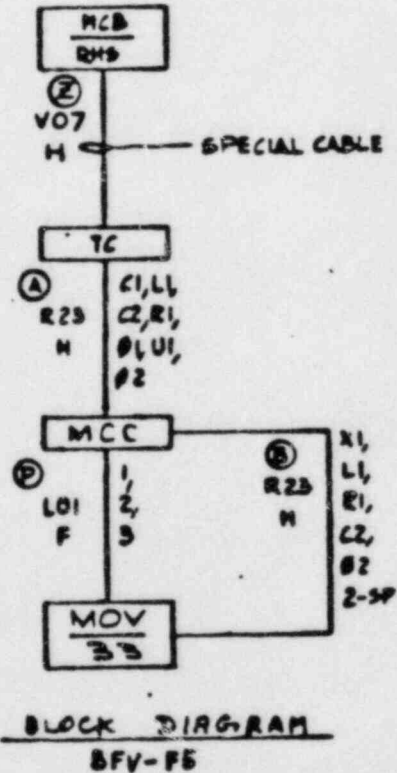 MCB
RHS
Z
V07
H
SPECIAL CABLE
TC
A
R23
H
C1, L1,
C2, R1,
Ø1, U1,
Ø2
MCC
P
L01
F
1,
2,
3
B
R23
H
X1,
L1,
R1,
C2,
Ø2
2-SP
MOV
33
BLOCK DIAGRAM
BFV-F5